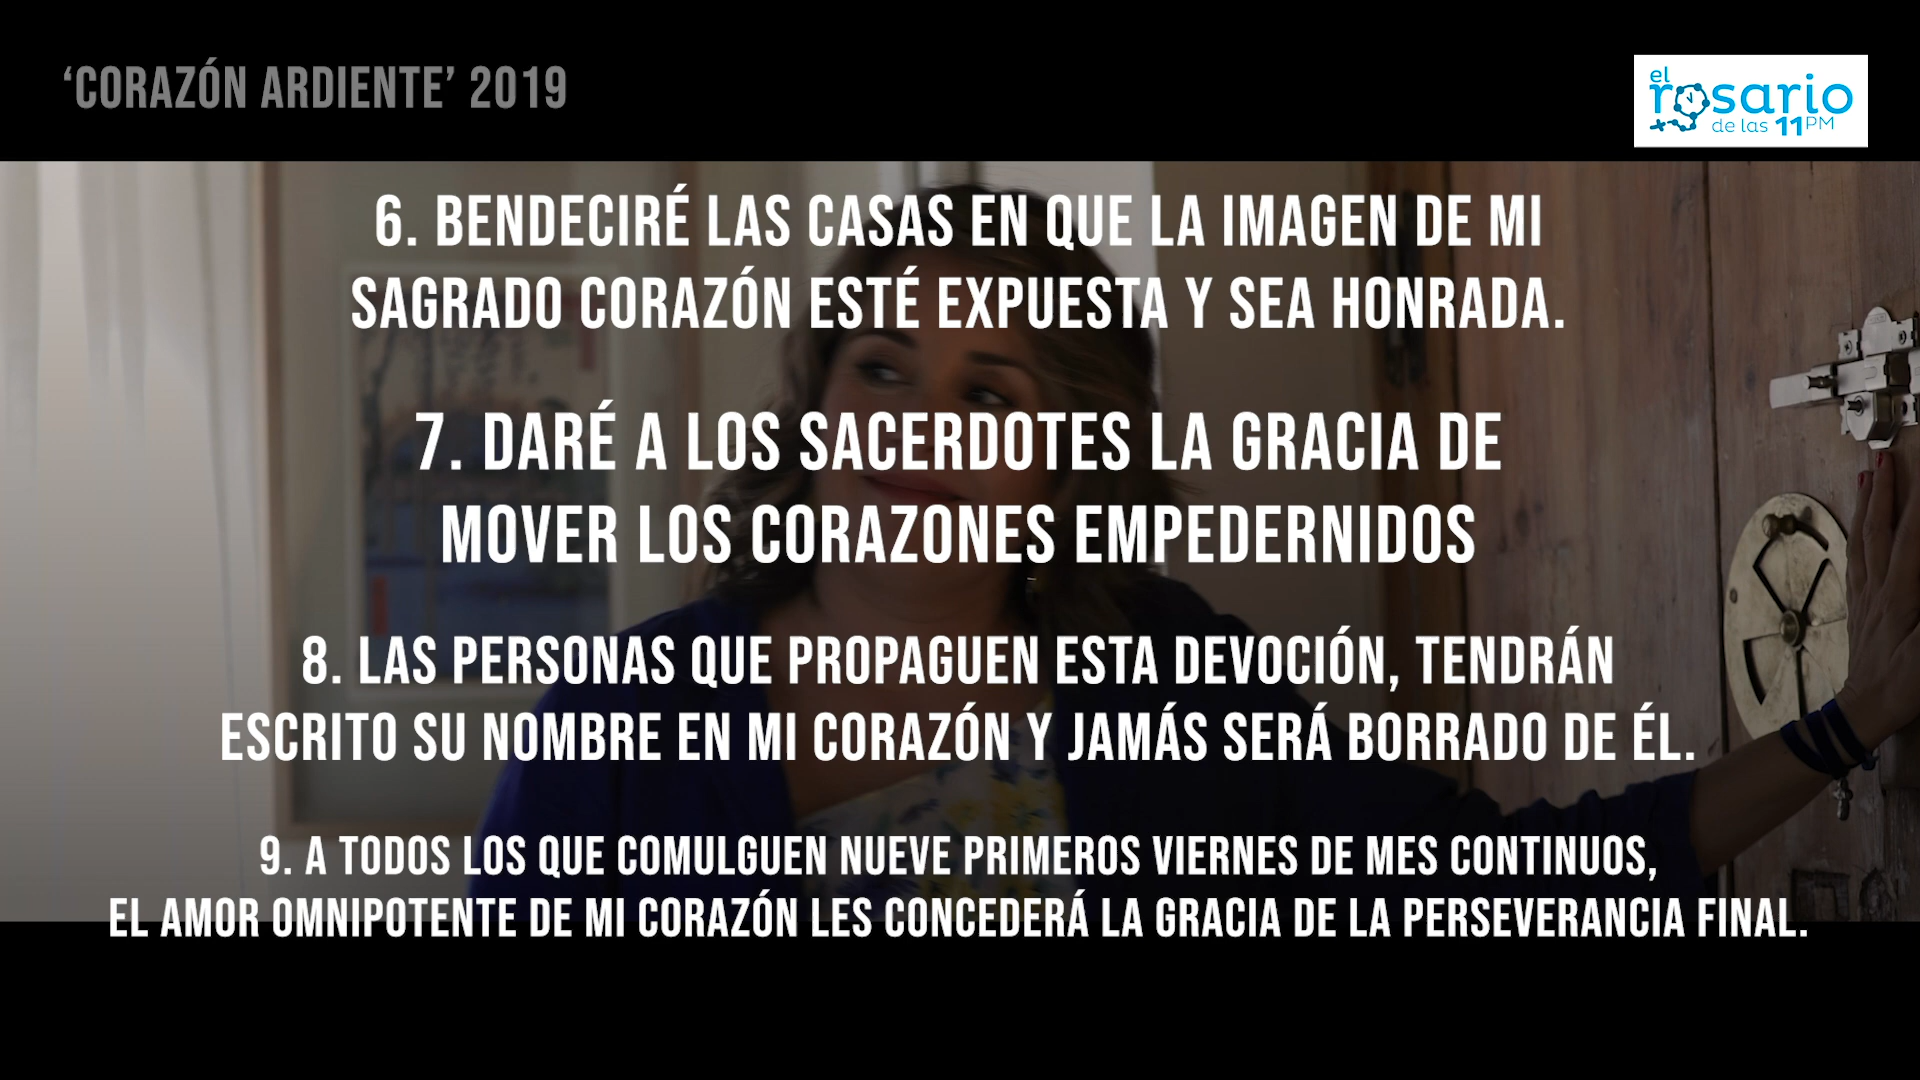 ‘CORAZÓN ARDIENTE’ 2019
el
rosario
de las 11PM
6. BENDECIRÉ LAS CASAS EN QUE LA IMAGEN DE MI
SAGRADO CORAZÓN ESTÉ EXPUESTA Y SEA HONRADA.
7. DARÉ A LOS SACERDOTES LA GRACIA DE
MOVER LOS CORAZONES EMPEDERNIDOS
8. LAS PERSONAS QUE PROPAGUEN ESTA DEVOCIÓN, TENDRÁN
ESCRITO SU NOMBRE EN MI CORAZÓN Y JAMÁS SERÁ BORRADO DE ÉL.
9. A TODOS LOS QUE COMULGUEN NUEVE PRIMEROS VIERNES DE MES CONTINUOS,
EL AMOR OMNIPOTENTE DE MI CORAZÓN LES CONCEDERÁ LA GRACIA DE LA PERSEVERANCIA FINAL.